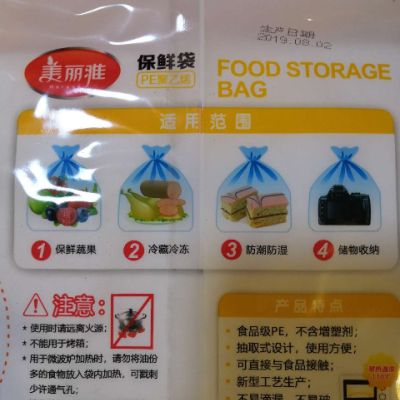 美丽雅
保鲜袋
PE聚乙烯
生产日期
2019.08.02
FOOD STORAGE
BAG
适用范围
1 保鲜蔬果
2 冷藏冷冻
3 防潮防湿
4 储物收纳
注意：
* 使用时请远离火源；
* 不能用于烤箱；
* 用于微波炉加热时，请勿将油份
多的食物放入袋内加热，可戳刺
少许通气孔；
产品特点
• 食品级PE，不含增塑剂；
• 抽取式设计，使用方便；
• 可直接与食品接触；
• 新型工艺生产；